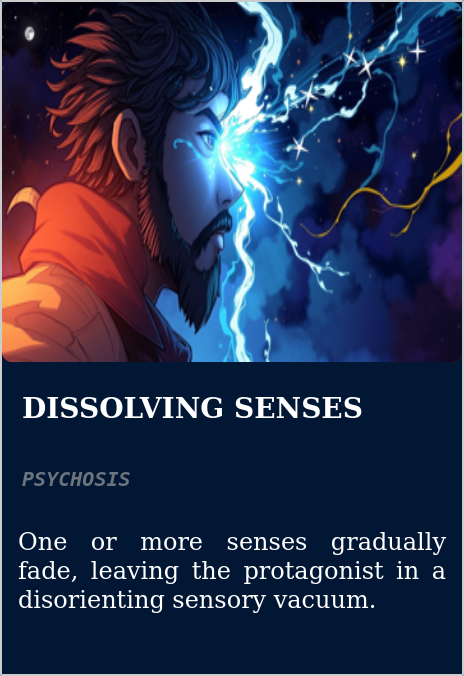 DISSOLVING SENSES
PSYCHOSIS
One or more senses gradually
fade, leaving the protagonist in a
disorienting sensory vacuum.